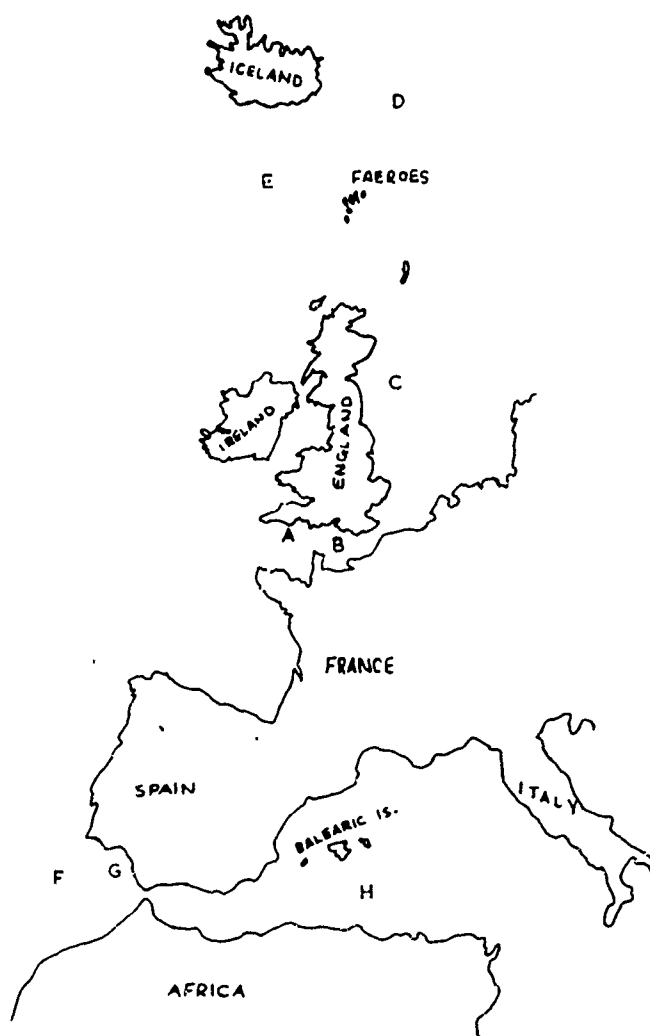 ICELAND
D
E
FAEROES
C
IRELAND
ENGLAND
A
B
FRANCE
SPAIN
ITALY
BALEARIC IS.
F
G
H
AFRICA